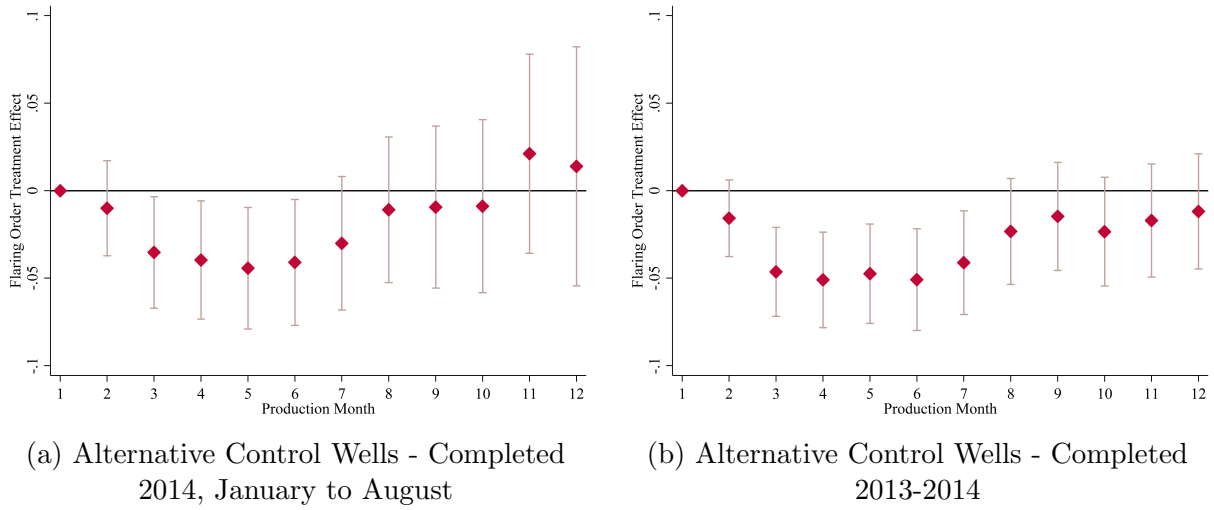 Flaring Order Treatment Effect
.1
.05
0
-.05
-.1
1 2 3 4 5 6 7 8 9 10 11 12
Production Month
(a) Alternative Control Wells - Completed
2014, January to August
Flaring Order Treatment Effect
.1
.05
0
-.05
-.1
1 2 3 4 5 6 7 8 9 10 11 12
Production Month
(b) Alternative Control Wells - Completed
2013-2014